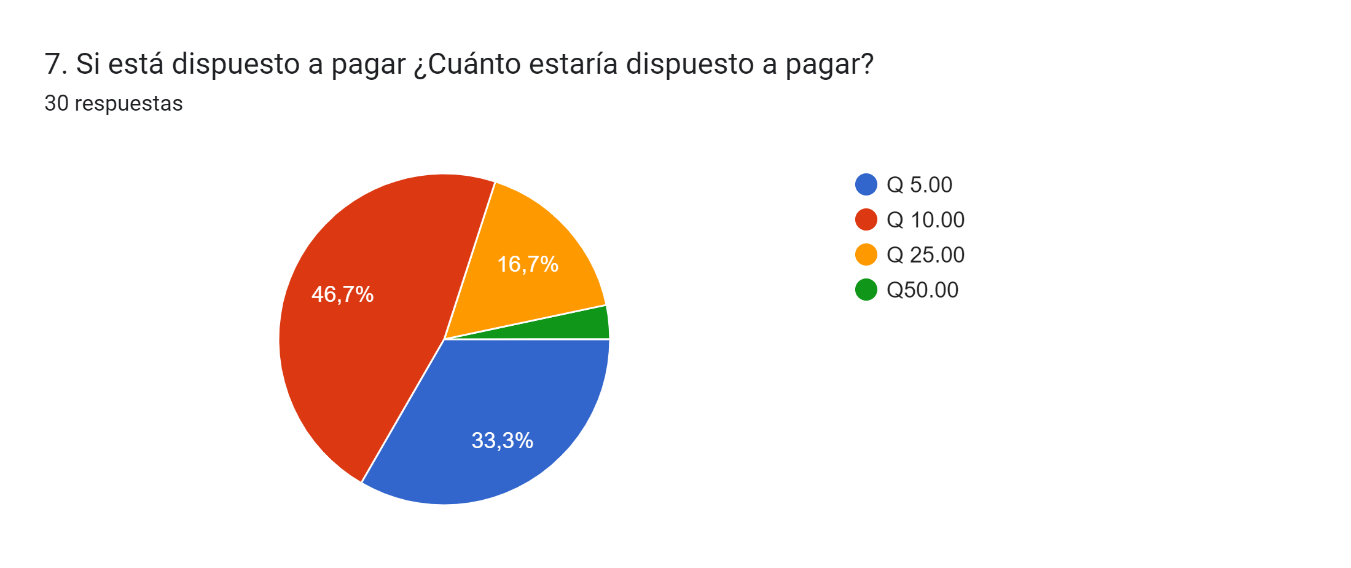 7. Si está dispuesto a pagar ¿Cuánto estaría dispuesto a pagar?
30 respuestas
Q 5.00
Q 10.00
Q 25.00
Q50.00
16,7%
46,7%
33,3%